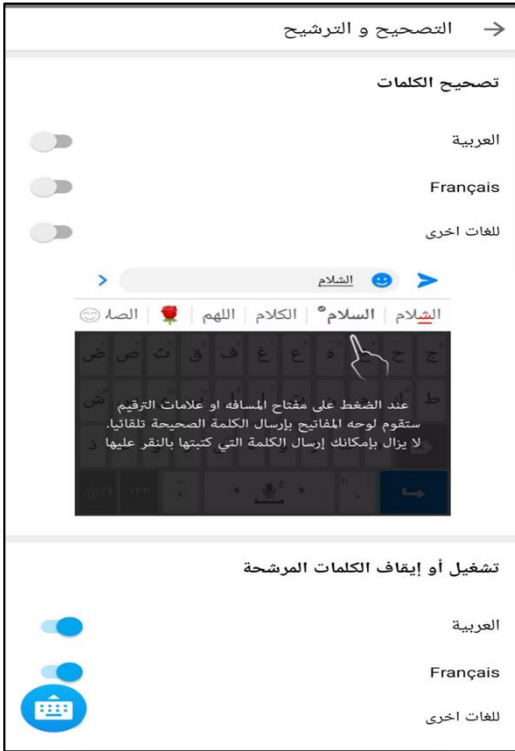 التصحيح و الترشيح
تصحيح الكلمات
العربية
Français
للغات اخرى
الشلام
الشلام | السلام | الكلام | اللهم | الصا
ج ح ه ع غ ف ق ث ص ض
عند الضغط على مفتاح المسافه او علامات الترقيم
ستقوم لوحه المفاتيح بإرسال الكلمة الصحيحة تلقائيا.
لا يزال بإمكانك إرسال الكلمة التي كتبتها بالنقر عليها
تشغيل أو إيقاف الكلمات المرشحة
العربية
Français
للغات اخرى